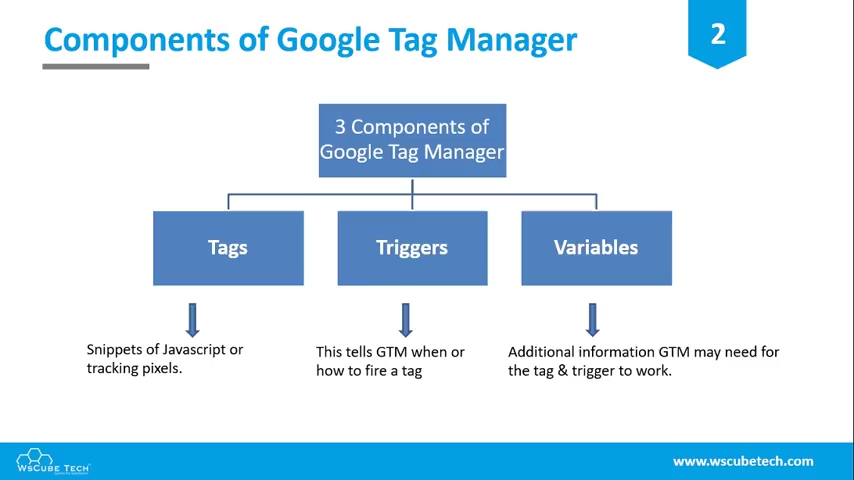 Components of Google Tag Manager
2
3 Components of
Google Tag Manager
Tags
Triggers
Variables
Snippets of Javascript or
tracking pixels.
This tells GTM when or
how to fire a tag
Additional information GTM may need for
the tag & trigger to work.
WsCube Tech
www.wscubetech.com